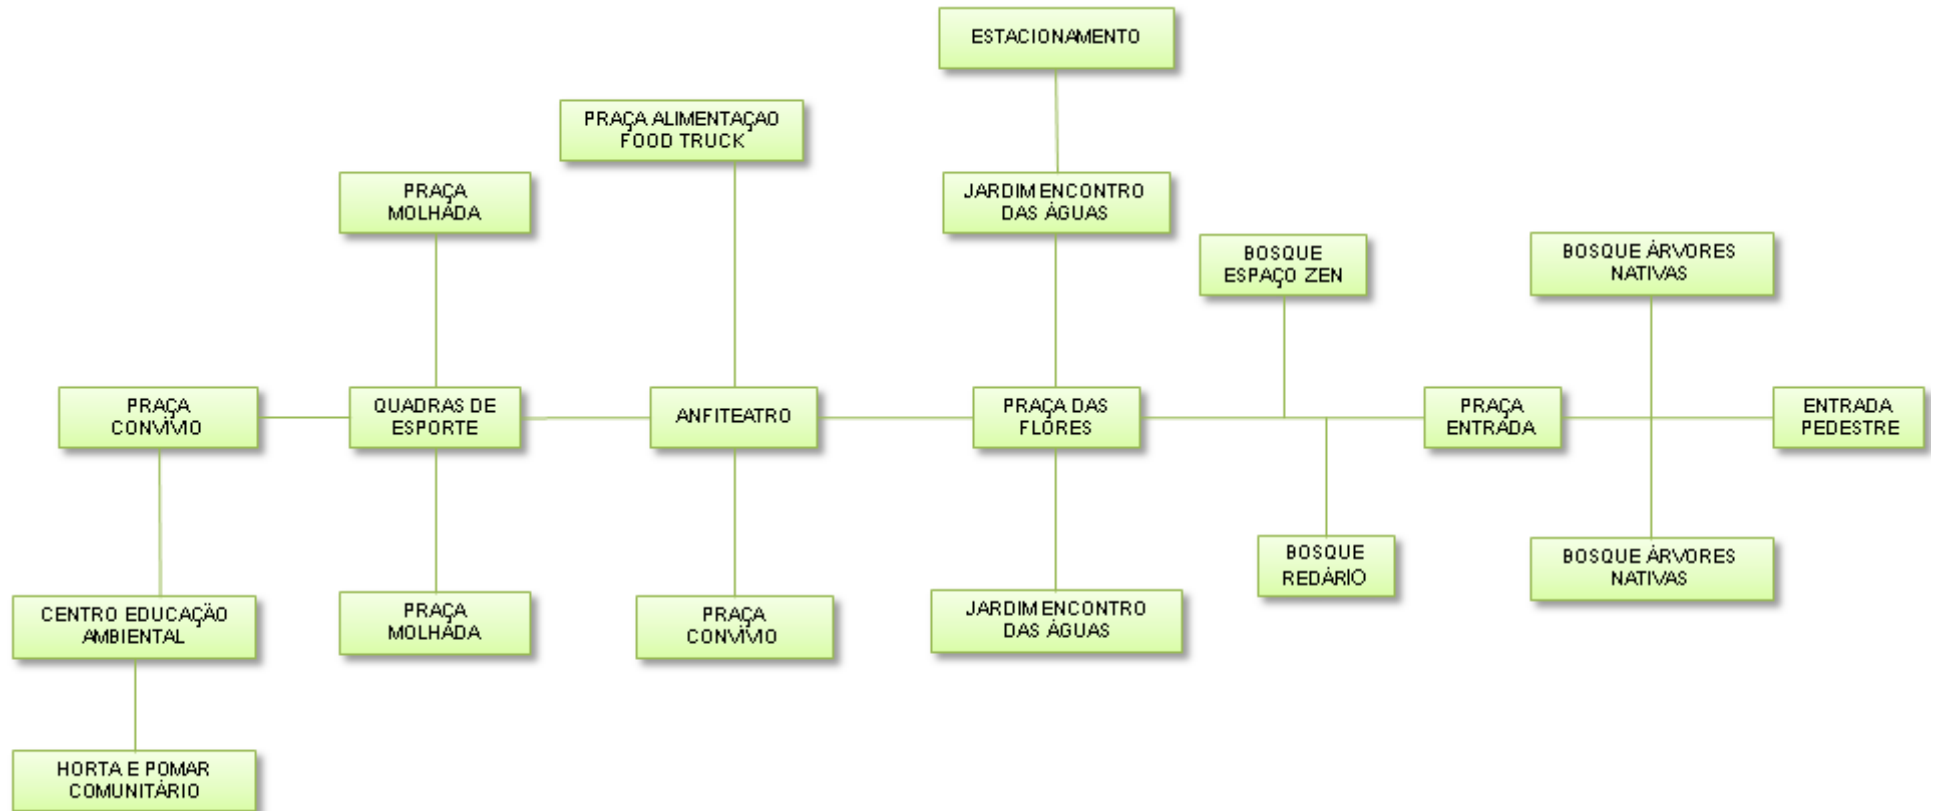 ESTACIONAMENTO
PRAÇA ALIMENTAÇAO
FOOD TRUCK
PRAÇA
MOLHADA
JARDIM ENCONTRO
DAS ÁGUAS
BOSQUE
ESPAÇO ZEN
BOSQUE ÁRVORES
NATIVAS
PRAÇA
CONVÍVIO
QUADRAS DE
ESPORTE
ANFITEATRO
PRAÇA DAS
FLORES
PRAÇA
ENTRADA
ENTRADA
PEDESTRE
BOSQUE
REDÁRIO
BOSQUE ÁRVORES
NATIVAS
CENTRO EDUCAÇÃO
AMBIENTAL
PRAÇA
MOLHADA
PRAÇA
CONVÍVIO
JARDIM ENCONTRO
DAS ÁGUAS
HORTA E POMAR
COMUNITÁRIO